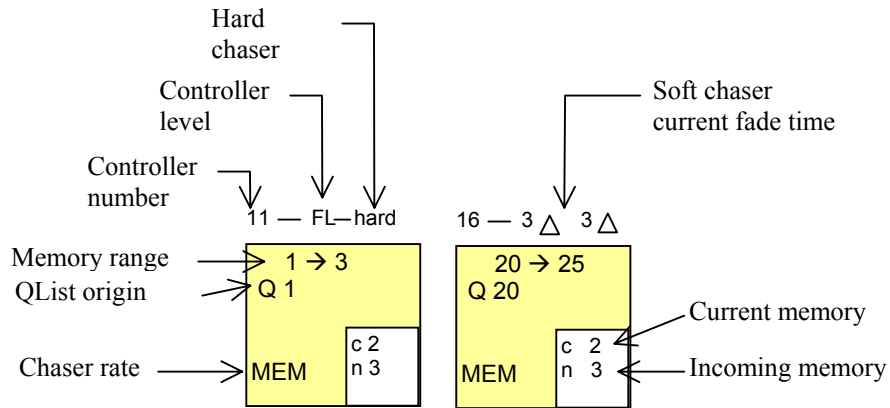 Hard
chaser
Controller
level
Soft chaser
current fade time
Controller
number
11 — FL—hard
16 — 3 △ 3 △
Memory range
1 → 3
20 → 25
QList origin
Q 1
Q 20
Current memory
c 2
n 3
c 2
n 3
Chaser rate
MEM
MEM
Incoming memory